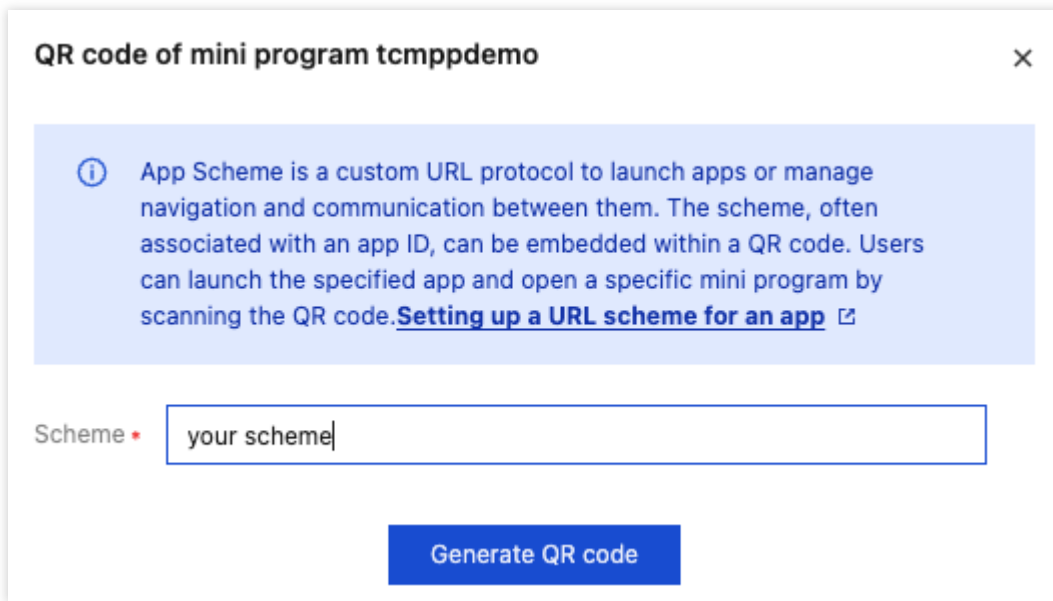 QR code of mini program tcmppdemo
App Scheme is a custom URL protocol to launch apps or manage
navigation and communication between them. The scheme, often
associated with an app ID, can be embedded within a QR code. Users
can launch the specified app and open a specific mini program by
scanning the QR code.Setting up a URL scheme for an app
Scheme *
your scheme
Generate QR code